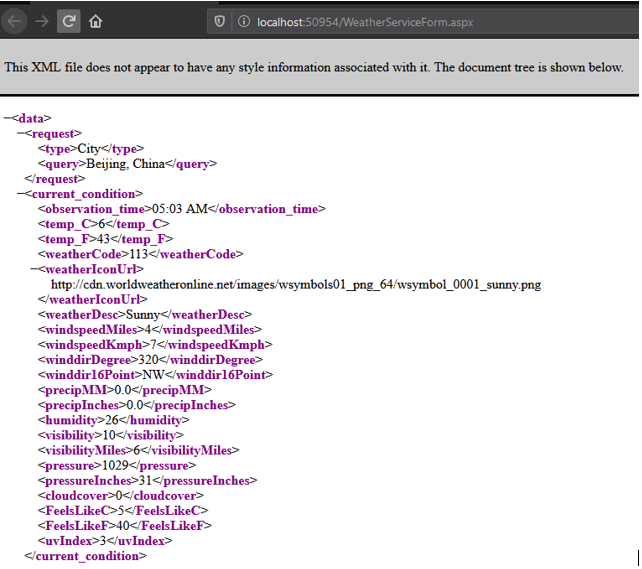 localhost:50954/WeatherServiceForm.aspx
This XML file does not appear to have any style information associated with it. The document tree is shown below.
−<data>
−<request>
<type>City</type>
<query>Beijing, China</query>
</request>
−<current_condition>
<observation_time>05:03 AM</observation_time>
<temp_C>6</temp_C>
<temp_F>43</temp_F>
<weatherCode>113</weatherCode>
−<weatherIconUrl>
http://cdn.worldweatheronline.net/images/wsymbols01_png_64/wsymbol_0001_sunny.png
</weatherIconUrl>
<weatherDesc>Sunny</weatherDesc>
<windspeedMiles>4</windspeedMiles>
<windspeedKmph>7</windspeedKmph>
<winddirDegree>320</winddirDegree>
<winddir16Point>NW</winddir16Point>
<precipMM>0.0</precipMM>
<precipInches>0.0</precipInches>
<humidity>26</humidity>
<visibility>10</visibility>
<visibilityMiles>6</visibilityMiles>
<pressure>1029</pressure>
<pressureInches>31</pressureInches>
<cloudcover>0</cloudcover>
<FeelsLikeC>5</FeelsLikeC>
<FeelsLikeF>40</FeelsLikeF>
<uvIndex>3</uvIndex>
</current_condition>